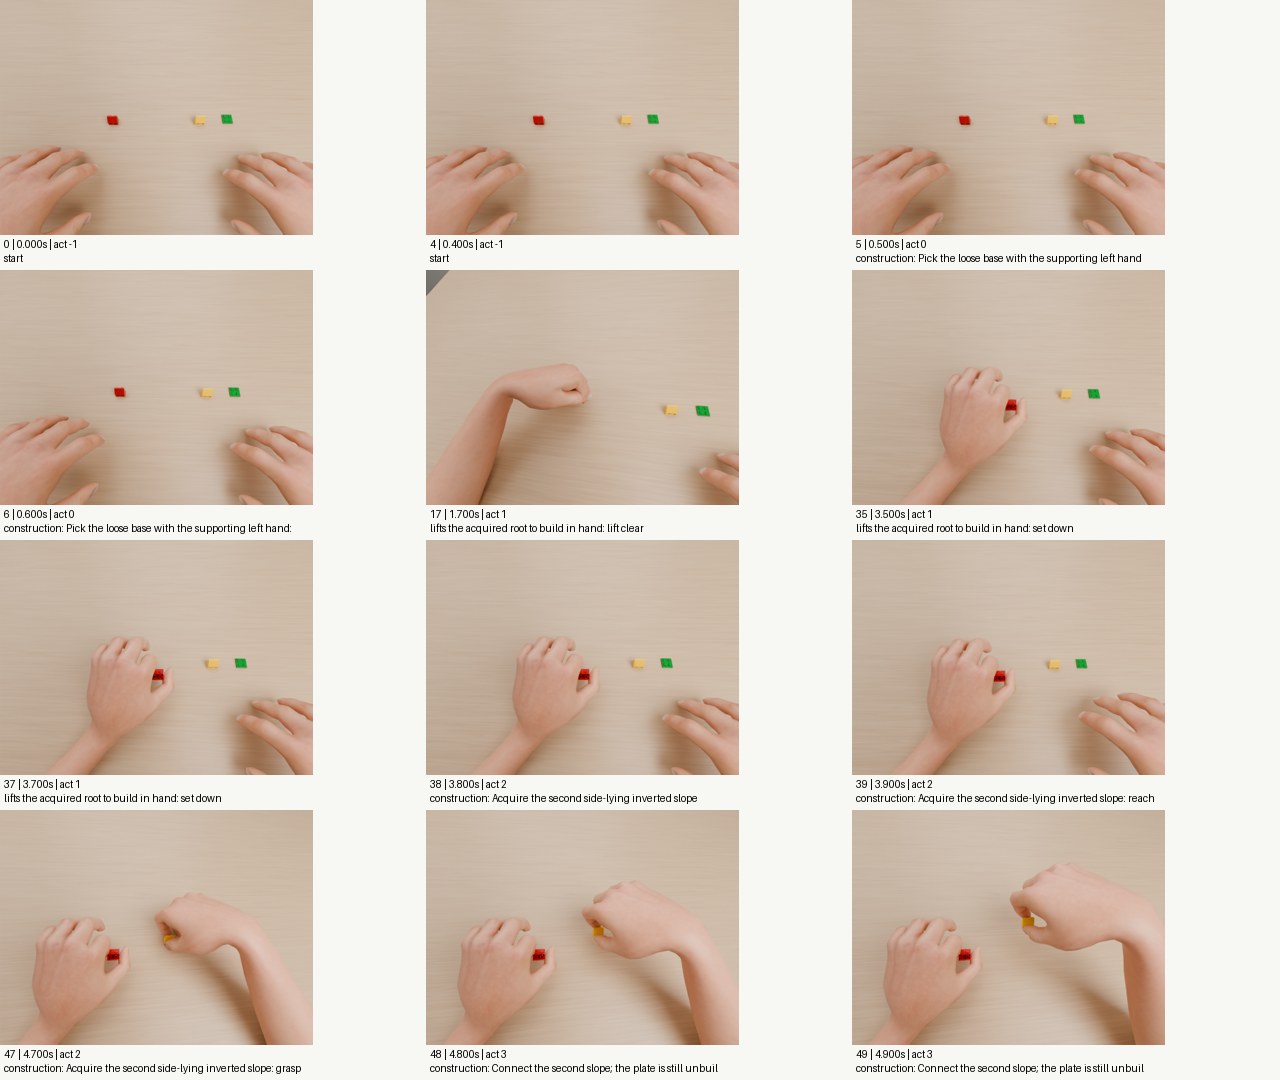 0 | 0.000s | act -1
start
4 | 0.400s | act -1
start
5 | 0.500s | act 0
construction: Pick the loose base with the supporting left hand
6 | 0.600s | act 0
construction: Pick the loose base with the supporting left hand:
17 | 1.700s | act 1
lifts the acquired root to build in hand: lift clear
35 | 3.500s | act 1
lifts the acquired root to build in hand: set down
37 | 3.700s | act 1
lifts the acquired root to build in hand: set down
38 | 3.800s | act 2
construction: Acquire the second side-lying inverted slope
39 | 3.900s | act 2
construction: Acquire the second side-lying inverted slope: reach
47 | 4.700s | act 2
construction: Acquire the second side-lying inverted slope: grasp
48 | 4.800s | act 3
construction: Connect the second slope; the plate is still unbuil
49 | 4.900s | act 3
construction: Connect the second slope; the plate is still unbuil